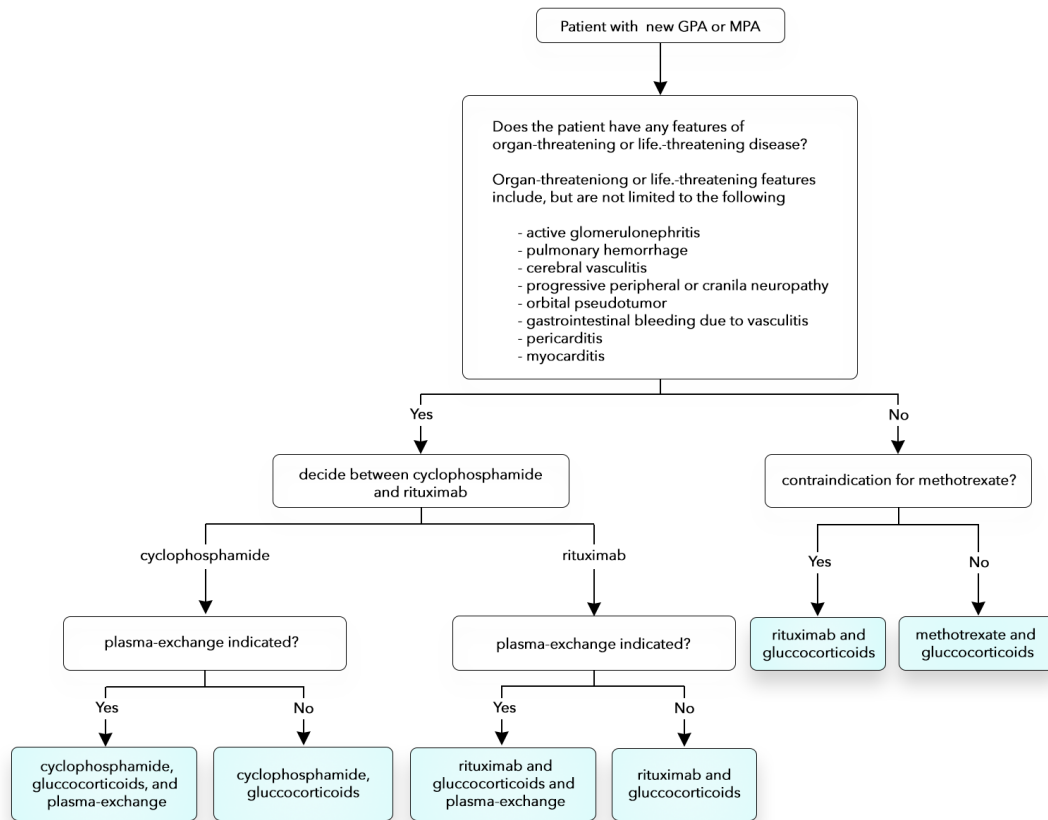 Patient with new GPA or MPA
Does the patient have any features of
organ-threatening or life.-threatening disease?
Organ-threateniong or life.-threatening features
include, but are not limited to the following
- active glomerulonephritis
- pulmonary hemorrhage
- cerebral vasculitis
- progressive peripheral or cranila neuropathy
- orbital pseudotumor
- gastrointestinal bleeding due to vasculitis
- pericarditis
- myocarditis
Yes
No
decide between cyclophosphamide
and rituximab
contraindication for methotrexate?
cyclophosphamide
rituximab
Yes
No
plasma-exchange indicated?
plasma-exchange indicated?
rituximab and
gluccocorticoids
methotrexate and
gluccocorticoids
Yes
No
Yes
No
cyclophosphamide,
gluccocorticoids, and
plasma-exchange
cyclophosphamide,
gluccocorticoids
rituximab and
gluccocorticoids and
plasma-exchange
rituximab and
gluccocorticoids